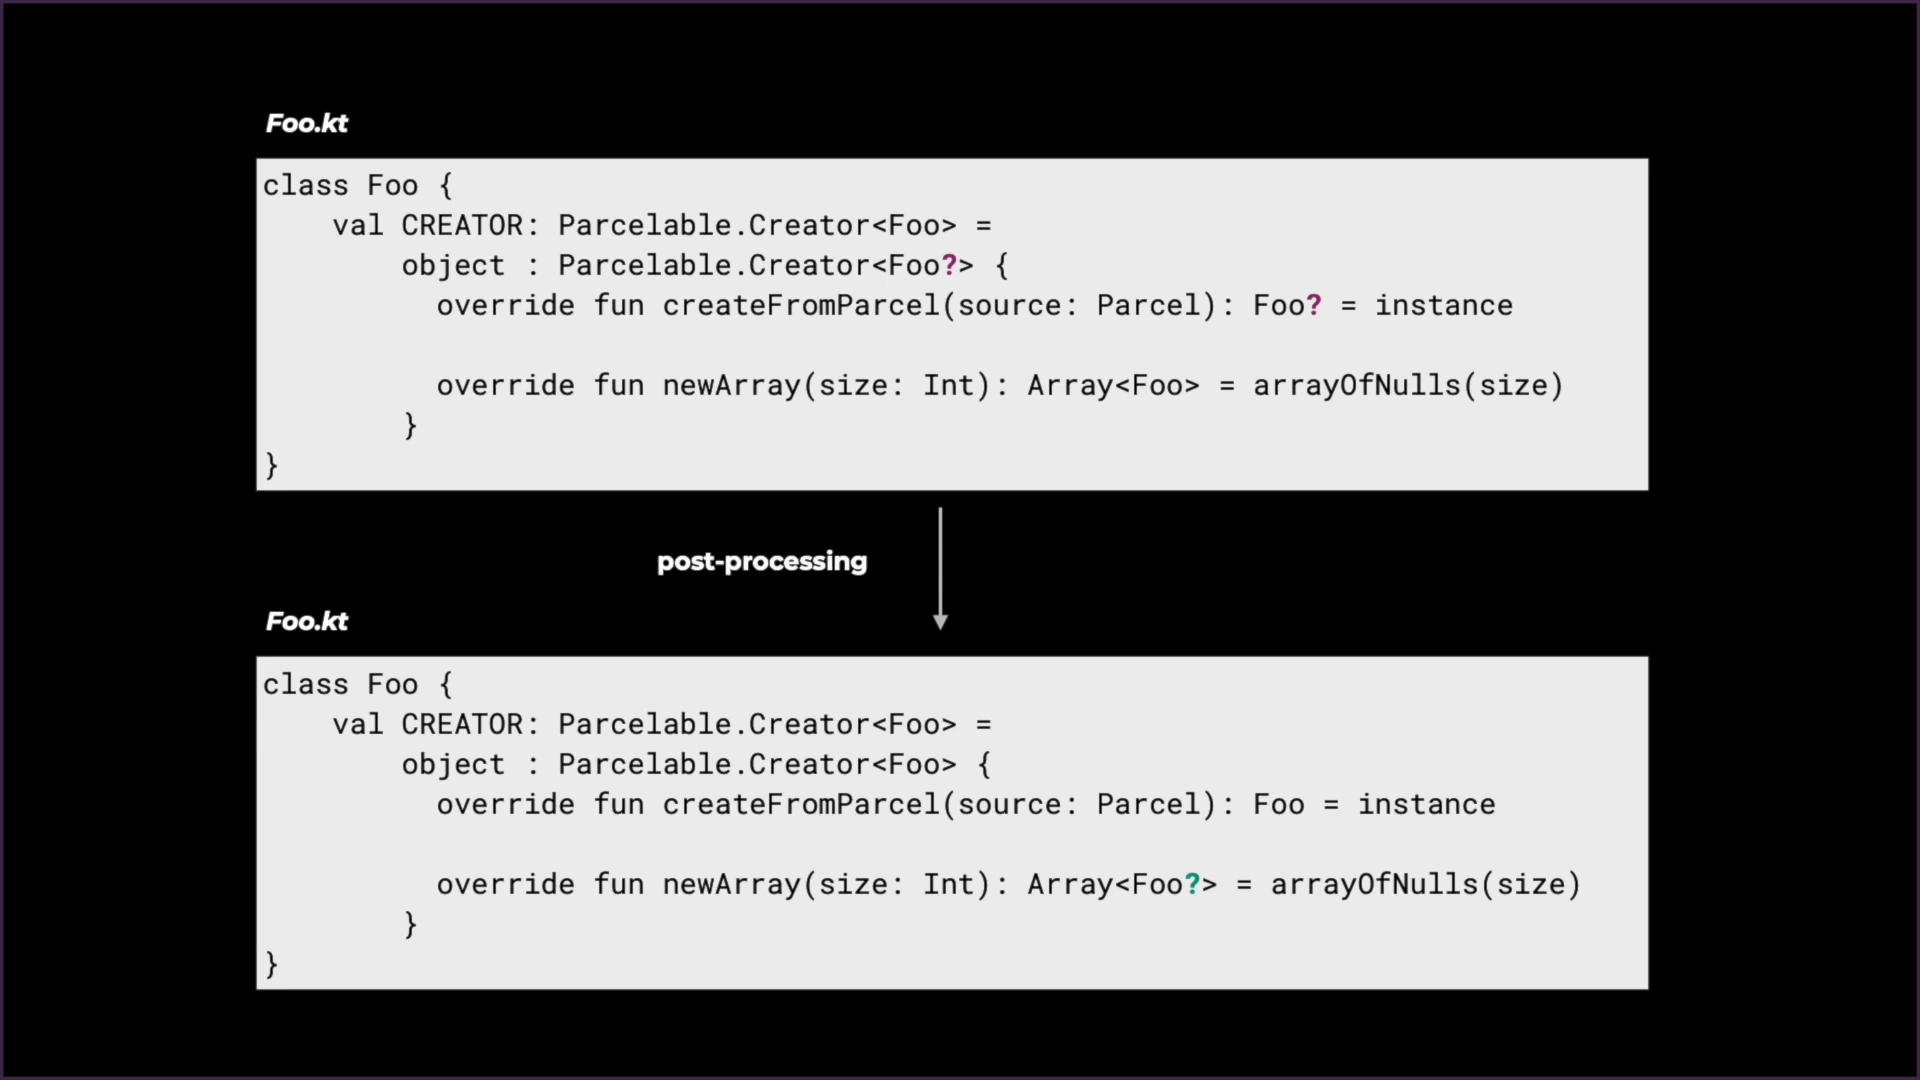 Foo.kt
class Foo {
    val CREATOR: Parcelable.Creator<Foo> =
        object : Parcelable.Creator<Foo?> {
          override fun createFromParcel(source: Parcel): Foo? = instance
          override fun newArray(size: Int): Array<Foo> = arrayOfNulls(size)
        }
}
post-processing
Foo.kt
class Foo {
    val CREATOR: Parcelable.Creator<Foo> =
        object : Parcelable.Creator<Foo> {
          override fun createFromParcel(source: Parcel): Foo = instance
          override fun newArray(size: Int): Array<Foo?> = arrayOfNulls(size)
        }
}